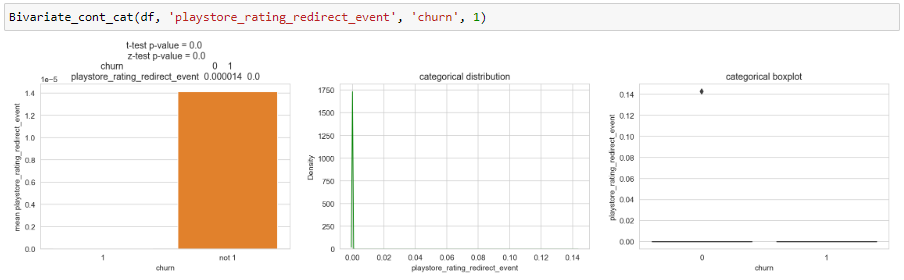 Bivariate_cont_cat(df, 'playstore_rating_redirect_event', 'churn', 1)
t-test p-value = 0.0
z-test p-value = 0.0
churn 0 1
playstore_rating_redirect_event 0.000014 0.0
1e−5
1.4
1.2
1.0
0.8
0.6
0.4
0.2
0.0
mean playstore_rating_redirect_event
1 not 1
churn
categorical distribution
1750
1500
1250
1000
750
500
250
0
Density
0.00 0.02 0.04 0.06 0.08 0.10 0.12 0.14
playstore_rating_redirect_event
categorical boxplot
0.14
0.12
0.10
0.08
0.06
0.04
0.02
0.00
playstore_rating_redirect_event
0 1
churn